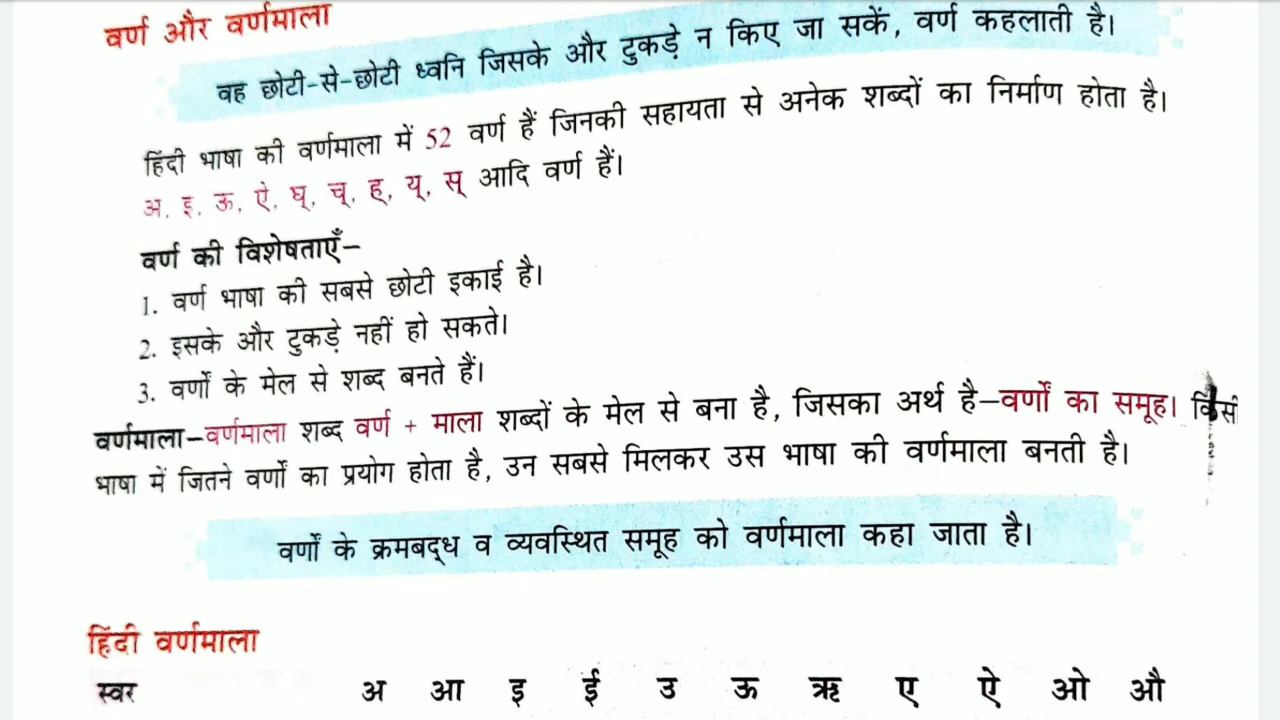 वर्ण और वर्णमाला
वह छोटी-से-छोटी ध्वनि जिसके और टुकड़े न किए जा सकें, वर्ण कहलाती है।
हिंदी भाषा की वर्णमाला में 52 वर्ण हैं जिनकी सहायता से अनेक शब्दों का निर्माण होता है।
अ, इ, ऊ, ऐ, घ्, च्, ह्, य्, स् आदि वर्ण हैं।
वर्ण की विशेषताएँ–
1. वर्ण भाषा की सबसे छोटी इकाई है।
2. इसके और टुकड़े नहीं हो सकते।
3. वर्णों के मेल से शब्द बनते हैं।
वर्णमाला–वर्णमाला शब्द वर्ण + माला शब्दों के मेल से बना है, जिसका अर्थ है–वर्णों का समूह। किसी
भाषा में जितने वर्णों का प्रयोग होता है, उन सबसे मिलकर उस भाषा की वर्णमाला बनती है।
वर्णों के क्रमबद्ध व व्यवस्थित समूह को वर्णमाला कहा जाता है।
हिंदी वर्णमाला
स्वर अ आ इ ई उ ऊ ऋ ए ऐ ओ औ